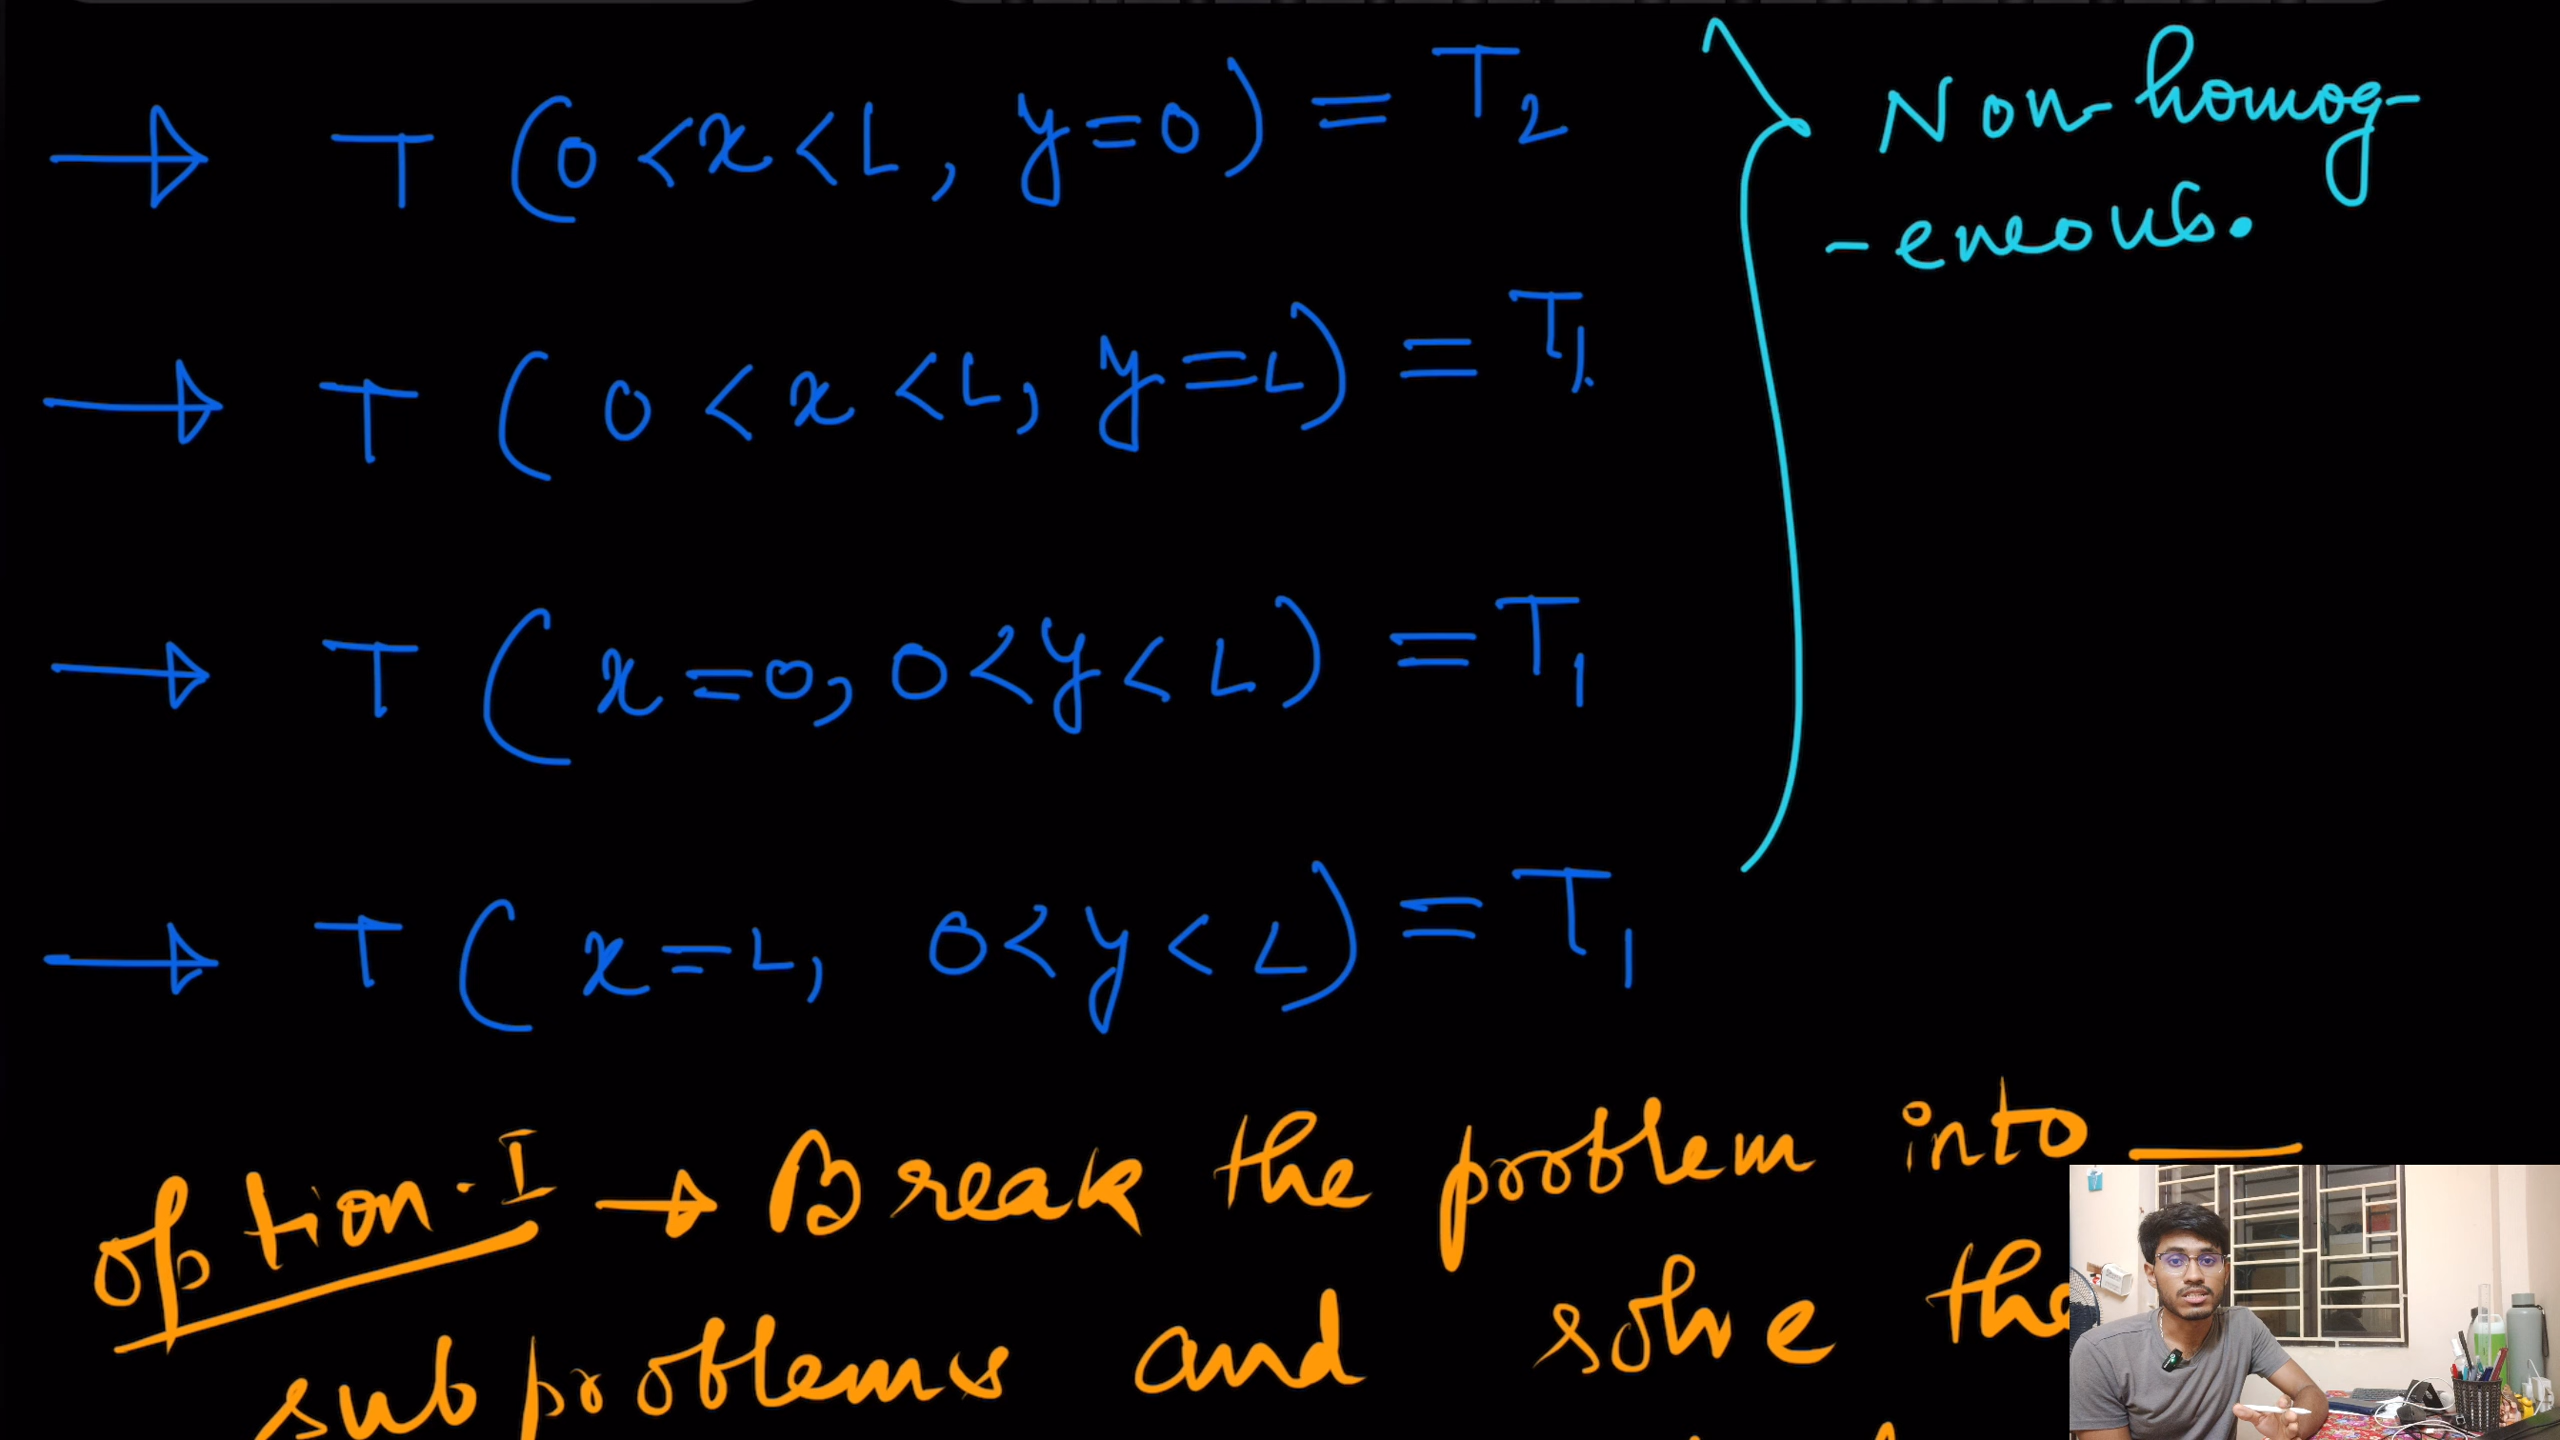 → T (0 < x < L, y = 0) = T₂
Non-homog-
-eneous.
→ T (0 < x < L, y = L) = T₁.
→ T (x = 0, 0 < y < L) = T₁
→ T (x = L, 0 < y < L) = T₁
Option. I → Break the problem into —
subproblems and solve the